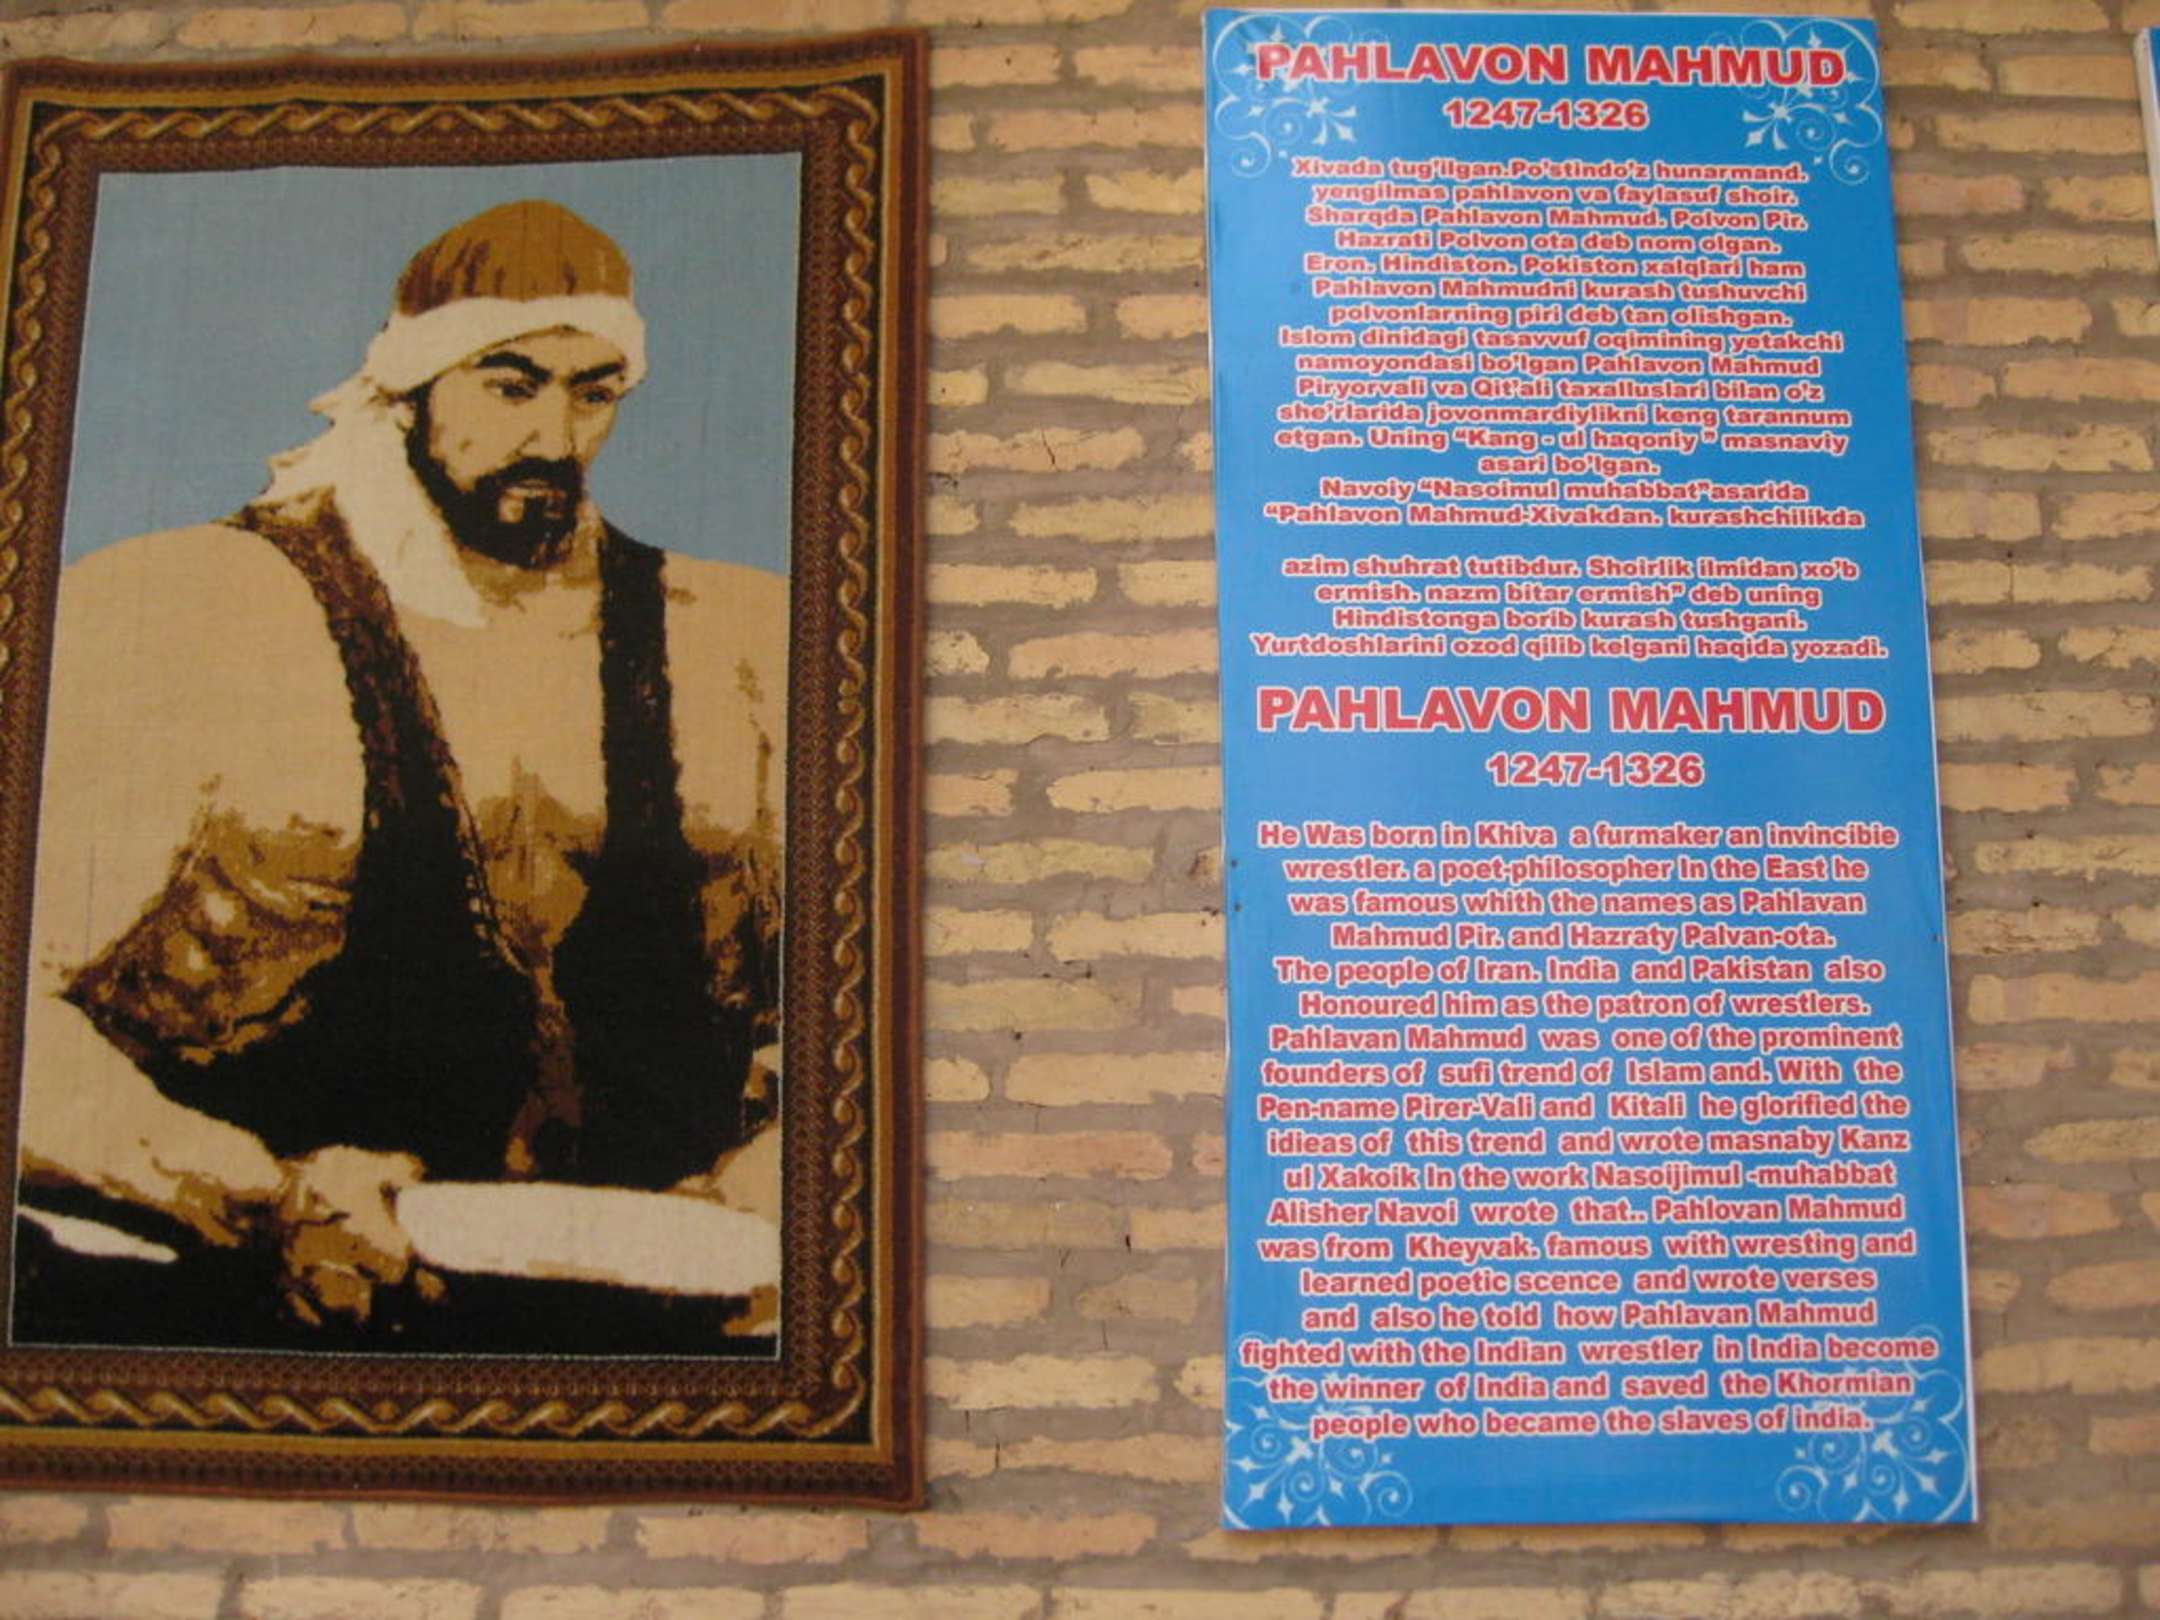 PAHLAVON MAHMUD
1247-1326
Xivada tug'ilgan.Po'stindo'z hunarmand.
yengilmas pahlavon va faylasuf shoir.
Sharqda Pahlavon Mahmud. Polvon Pir.
Hazrati Polvon ota deb nom olgan.
Eron. Hindiston. Pokiston xalqlari ham
Pahlavon Mahmudni kurash tushuvchi
polvonlarning piri deb tan olishgan.
Islom dinidagi tasavvuf oqimining yetakchi
namoyondasi bo'lgan Pahlavon Mahmud
Piryorvali va Qit'ali taxalluslari bilan o'z
she'rlarida jovonmardiylikni keng tarannum
etgan. Uning "Kang - ul haqoniy " masnaviy
asari bo'lgan.
Navoiy "Nasoimul muhabbat"asarida
"Pahlavon Mahmud-Xivakdan. kurashchilikda
azim shuhrat tutibdur. Shoirlik ilmidan xo'b
ermish. nazm bitar ermish" deb uning
Hindistonga borib kurash tushgani.
Yurtdoshlarini ozod qilib kelgani haqida yozadi.
PAHLAVON MAHMUD
1247-1326
He Was born in Khiva a furmaker an invincibie
wrestler. a poet-philosopher In the East he
was famous whith the names as Pahlavan
Mahmud Pir. and Hazraty Palvan-ota.
The people of Iran. India and Pakistan also
Honoured him as the patron of wrestlers.
Pahlavan Mahmud was one of the prominent
founders of sufi trend of Islam and. With the
Pen-name Pirer-Vali and Kitali he glorified the
idieas of this trend and wrote masnaby Kanz
ul Xakoik In the work Nasoijimul -muhabbat
Alisher Navoi wrote that.. Pahlovan Mahmud
was from Kheyvak. famous with wresting and
learned poetic scence and wrote verses
and also he told how Pahlavan Mahmud
fighted with the Indian wrestler in India become
the winner of India and saved the Khormian
people who became the slaves of india.